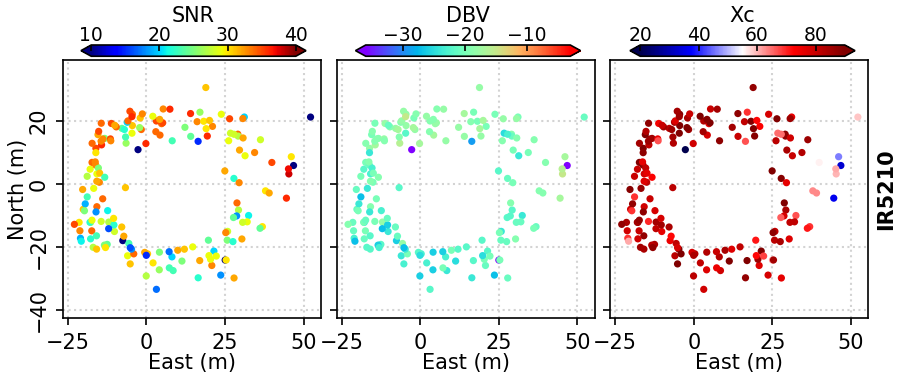 SNR DBV Xc
10 20 30 40 −30 −20 −10 20 40 60 80
20
0
−20
−40
North (m)
−25 0 25 50 −25 0 25 50 −25 0 25 50
East (m) East (m) East (m)
IR5210